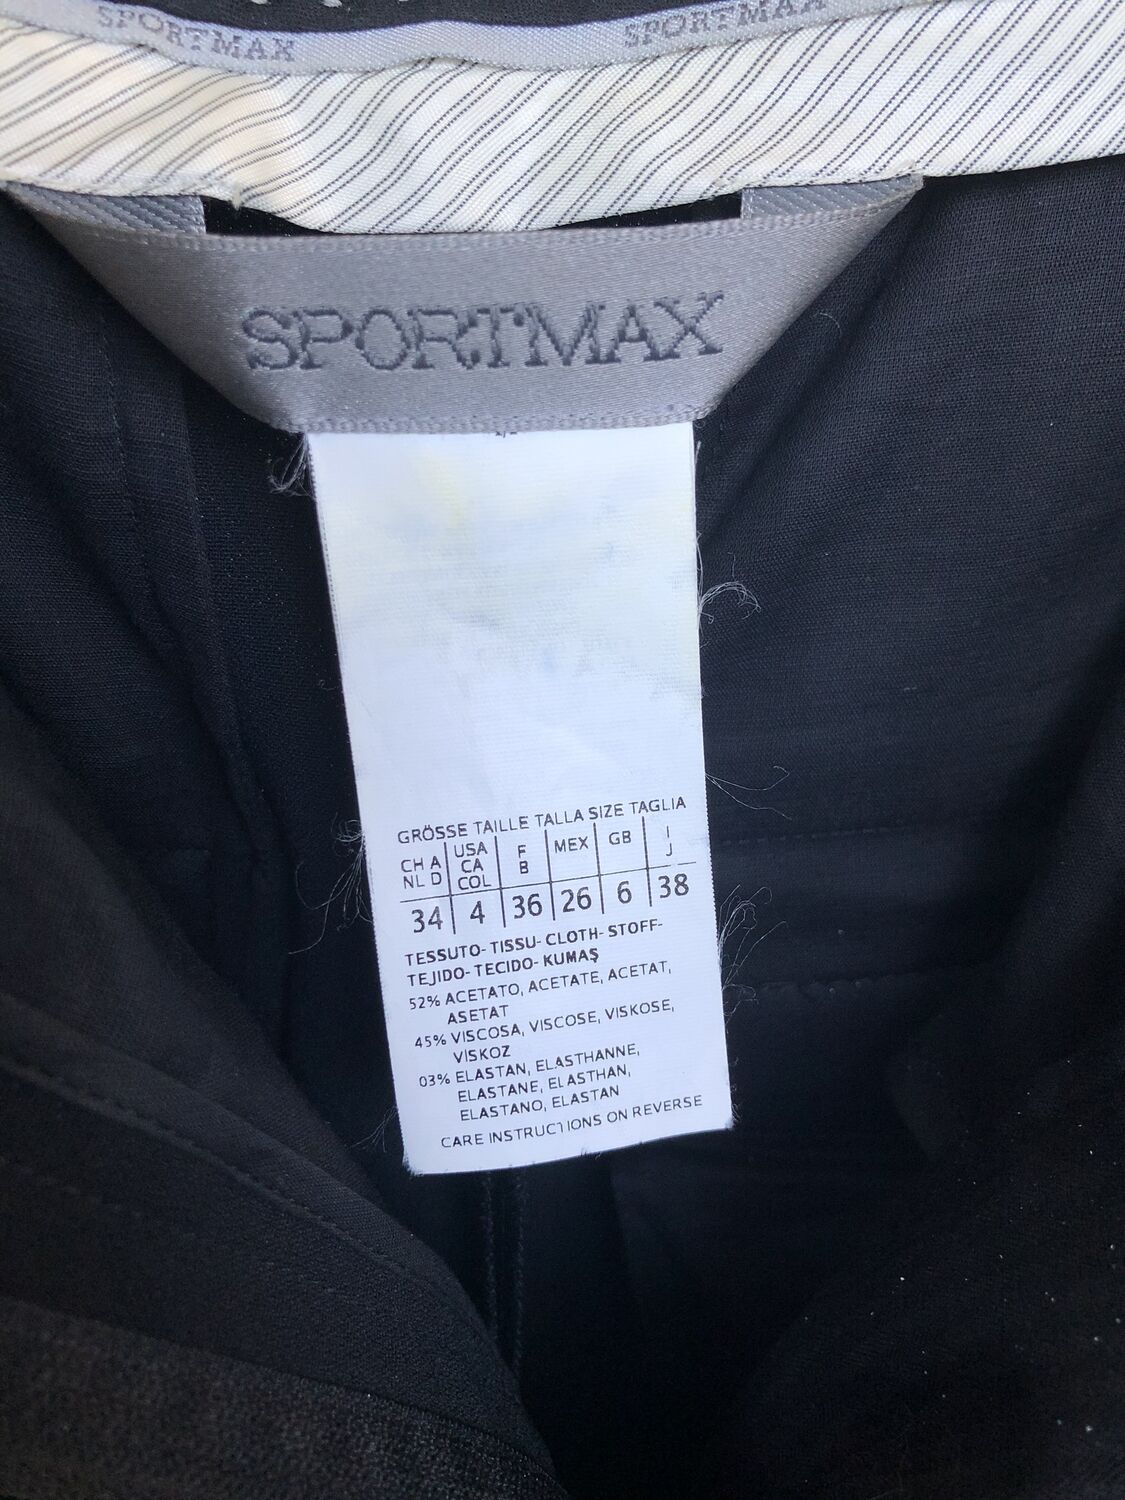 SPORTMAX SPORTMAX
SPORTMAX
GRÖSSE TAILLE TALLA SIZE TAGLIA
CH A NL D | USA CA COL | F B | MEX | GB | I J
34 | 4 | 36 | 26 | 6 | 38
TESSUTO- TISSU- CLOTH- STOFF-
TEJIDO- TECIDO- KUMAŞ
52% ACETATO, ACETATE, ACETAT,
ASETAT
45% VISCOSA, VISCOSE, VISKOSE,
VISKOZ
03% ELASTAN, ELASTHANNE,
ELASTANE, ELASTHAN,
ELASTANO, ELASTAN
CARE INSTRUCTIONS ON REVERSE